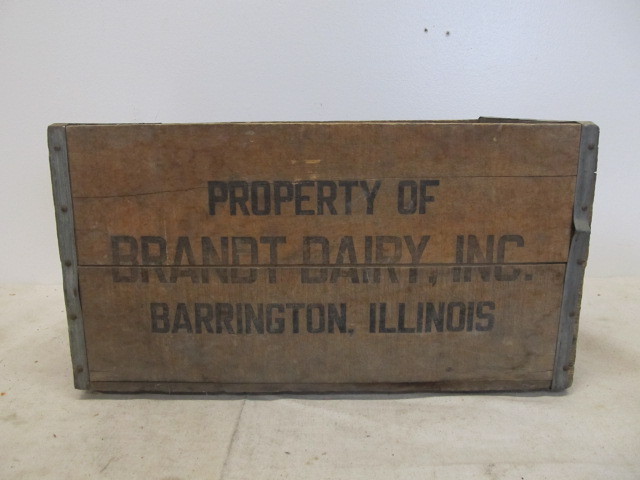 PROPERTY OF
BRANDT DAIRY, INC.
BARRINGTON, ILLINOIS